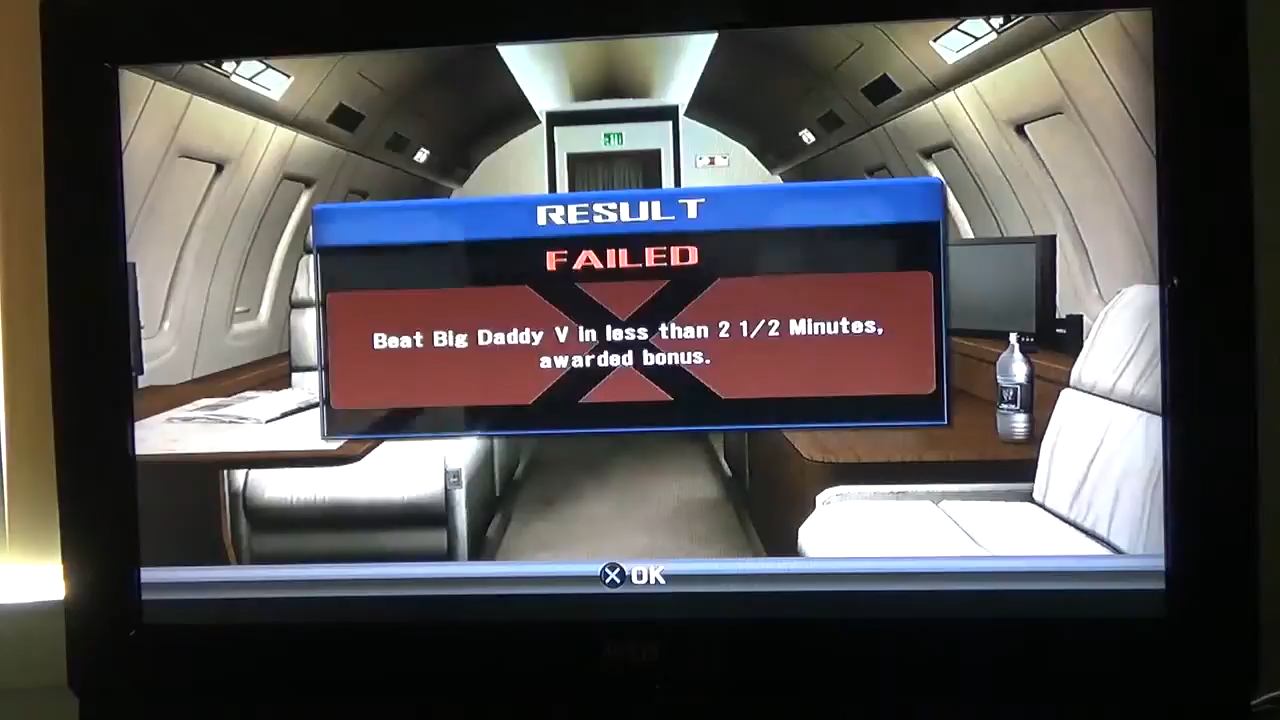 RESULT
FAILED
Beat Big Daddy V in less than 2 1/2 Minutes,
awarded bonus.
OK